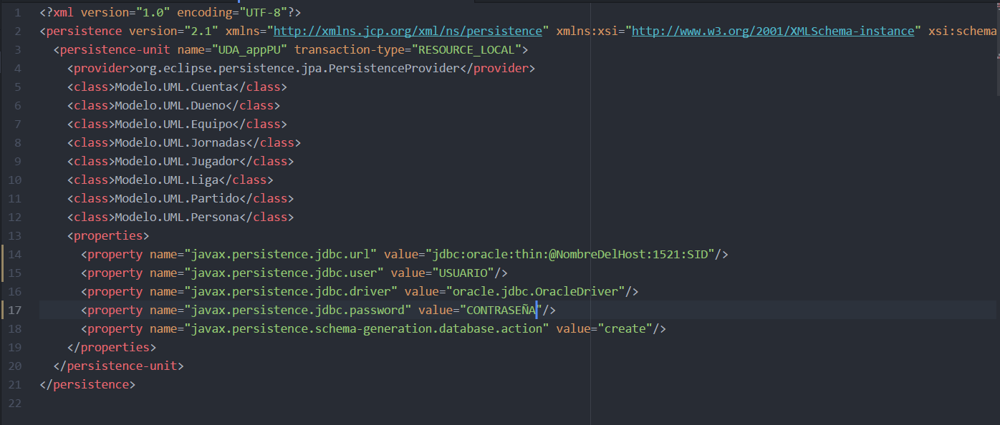 1 <?xml version="1.0" encoding="UTF-8"?>
2 <persistence version="2.1" xmlns="http://xmlns.jcp.org/xml/ns/persistence" xmlns:xsi="http://www.w3.org/2001/XMLSchema-instance" xsi:schema
3 <persistence-unit name="UDA_appPU" transaction-type="RESOURCE_LOCAL">
4 <provider>org.eclipse.persistence.jpa.PersistenceProvider</provider>
5 <class>Modelo.UML.Cuenta</class>
6 <class>Modelo.UML.Dueno</class>
7 <class>Modelo.UML.Equipo</class>
8 <class>Modelo.UML.Jornadas</class>
9 <class>Modelo.UML.Jugador</class>
10 <class>Modelo.UML.Liga</class>
11 <class>Modelo.UML.Partido</class>
12 <class>Modelo.UML.Persona</class>
13 <properties>
14 <property name="javax.persistence.jdbc.url" value="jdbc:oracle:thin:@NombreDelHost:1521:SID"/>
15 <property name="javax.persistence.jdbc.user" value="USUARIO"/>
16 <property name="javax.persistence.jdbc.driver" value="oracle.jdbc.OracleDriver"/>
17 <property name="javax.persistence.jdbc.password" value="CONTRASEÑA"/>
18 <property name="javax.persistence.schema-generation.database.action" value="create"/>
19 </properties>
20 </persistence-unit>
21 </persistence>
22